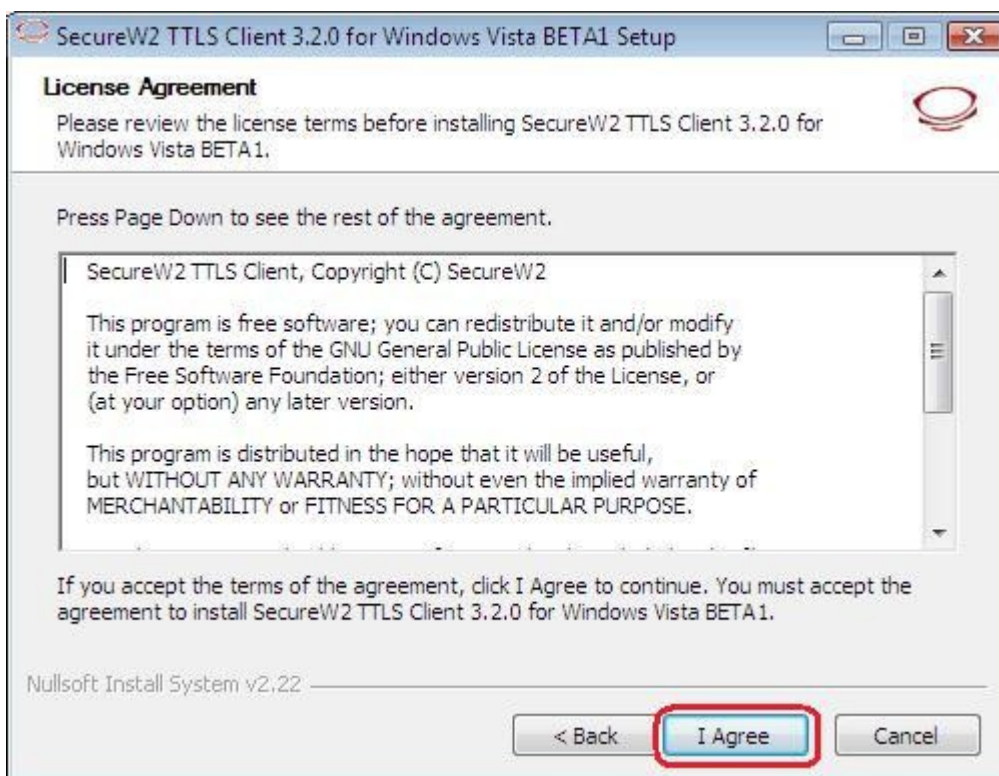 SecureW2 TTLS Client 3.2.0 for Windows Vista BETA1 Setup
License Agreement
Please review the license terms before installing SecureW2 TTLS Client 3.2.0 for
Windows Vista BETA1.
Press Page Down to see the rest of the agreement.
SecureW2 TTLS Client, Copyright (C) SecureW2
This program is free software; you can redistribute it and/or modify
it under the terms of the GNU General Public License as published by
the Free Software Foundation; either version 2 of the License, or
(at your option) any later version.
This program is distributed in the hope that it will be useful,
but WITHOUT ANY WARRANTY; without even the implied warranty of
MERCHANTABILITY or FITNESS FOR A PARTICULAR PURPOSE.
If you accept the terms of the agreement, click I Agree to continue. You must accept the
agreement to install SecureW2 TTLS Client 3.2.0 for Windows Vista BETA1.
Nullsoft Install System v2.22
< Back I Agree Cancel